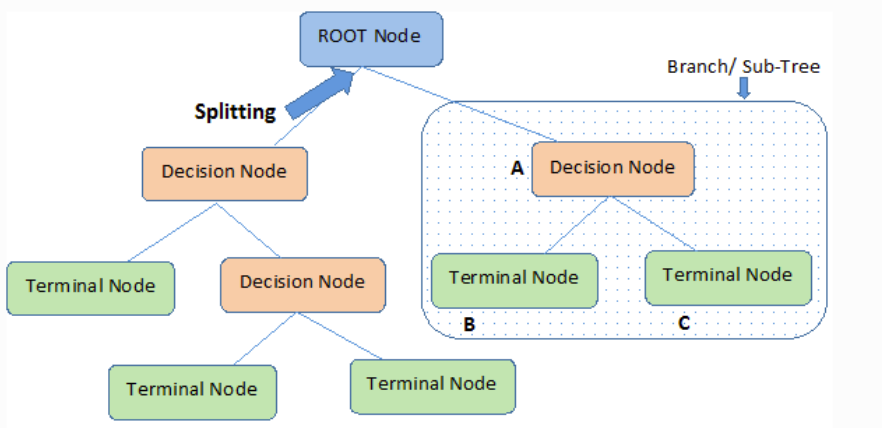 ROOT Node
Branch/ Sub-Tree
Splitting
Decision Node
A
Decision Node
Terminal Node
Decision Node
Terminal Node
Terminal Node
B
C
Terminal Node
Terminal Node